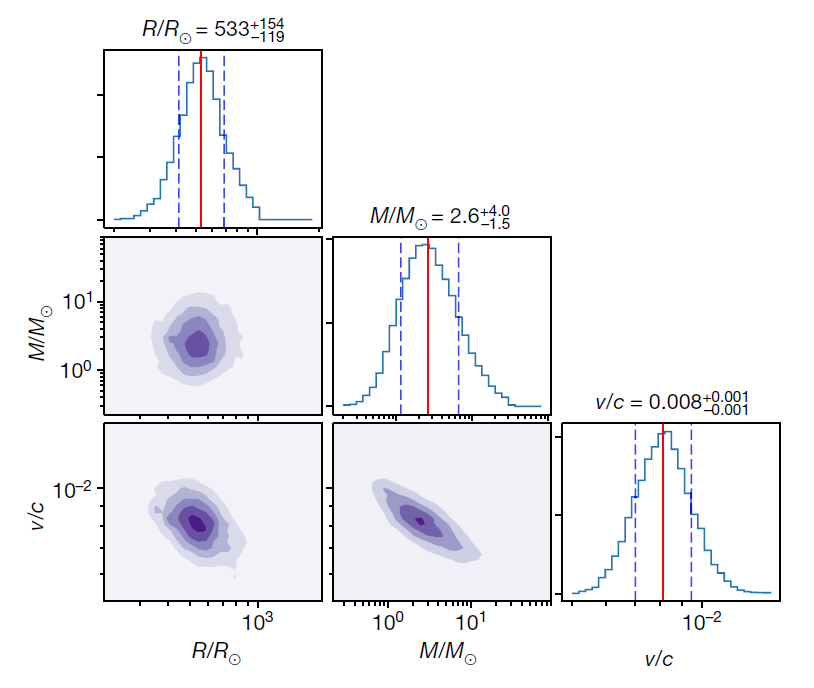 R/R☉ = 533+154−119
M/M☉ = 2.6+4.0−1.5
M/M☉
10¹
10⁰
v/c = 0.008+0.001−0.001
v/c
10⁻²
10³
10⁰ 10¹
10⁻²
R/R☉
M/M☉
v/c